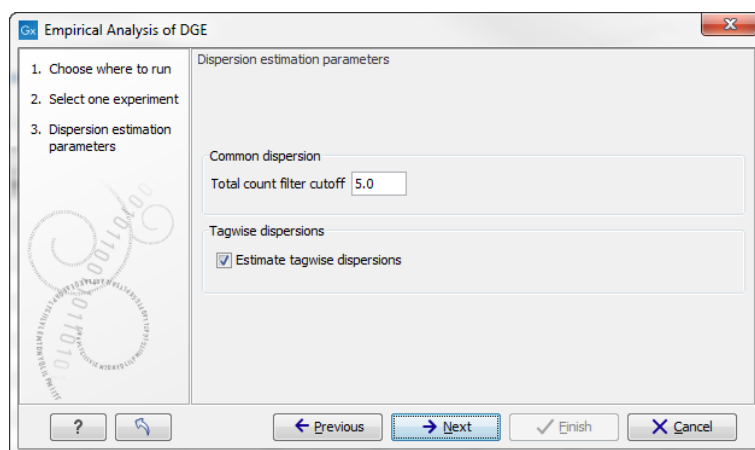 Gx Empirical Analysis of DGE
1. Choose where to run
2. Select one experiment
3. Dispersion estimation
parameters
Dispersion estimation parameters
Common dispersion
Total count filter cutoff 5.0
Tagwise dispersions
Estimate tagwise dispersions
? Previous Next Finish Cancel